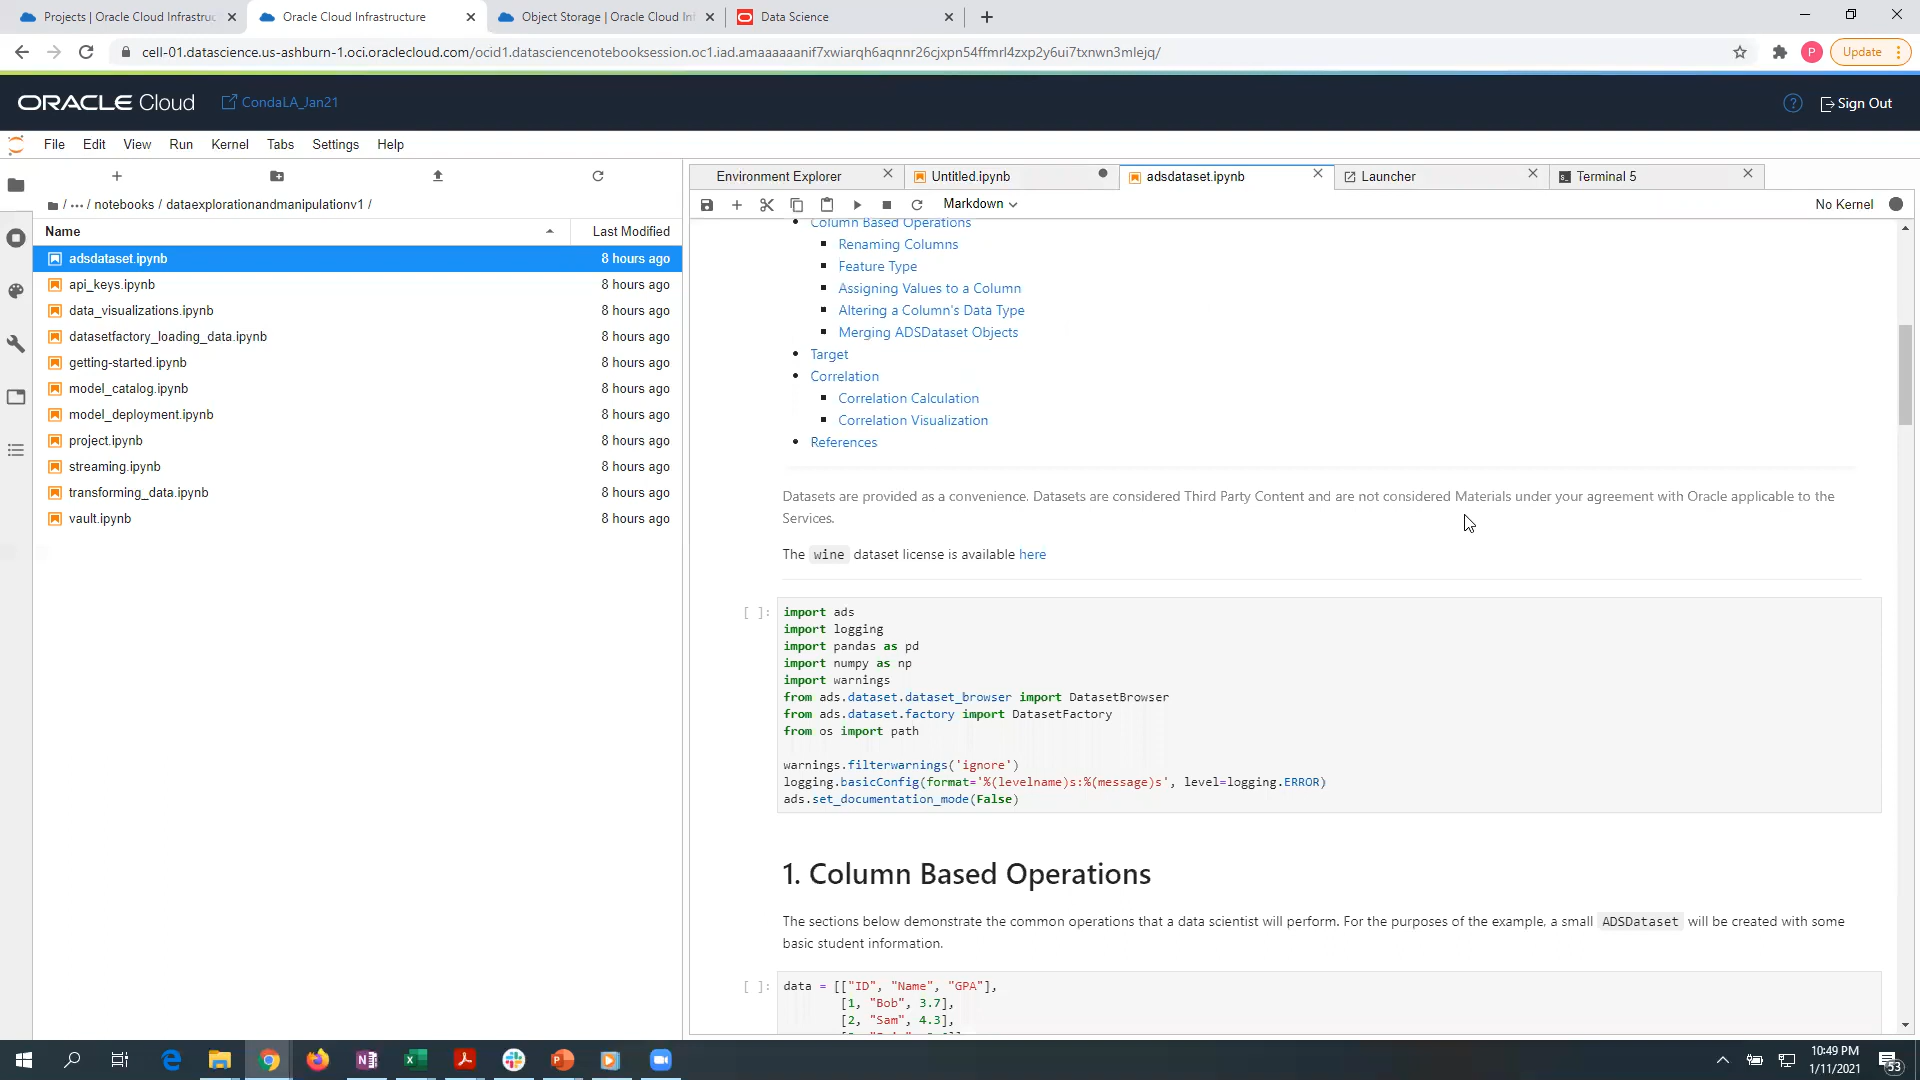 Projects | Oracle Cloud Infrastruc
Oracle Cloud Infrastructure
Object Storage | Oracle Cloud Inf
Data Science
cell-01.datascience.us-ashburn-1.oci.oraclecloud.com/ocid1.datasciencenotebooksession.oc1.iad.amaaaaaanif7xwiarqh6aqnnr26cjxpn54ffmrl4zxp2y6ui7txnwn3mlejq/
P
Update
ORACLE Cloud
CondaLA_Jan21
?
Sign Out
File
Edit
View
Run
Kernel
Tabs
Settings
Help
/ ··· / notebooks / dataexplorationandmanipulationv1 /
Name
Last Modified
adsdataset.ipynb 8 hours ago
api_keys.ipynb 8 hours ago
data_visualizations.ipynb 8 hours ago
datasetfactory_loading_data.ipynb 8 hours ago
getting-started.ipynb 8 hours ago
model_catalog.ipynb 8 hours ago
model_deployment.ipynb 8 hours ago
project.ipynb 8 hours ago
streaming.ipynb 8 hours ago
transforming_data.ipynb 8 hours ago
vault.ipynb 8 hours ago
Environment Explorer
Untitled.ipynb
adsdataset.ipynb
Launcher
Terminal 5
Markdown
No Kernel
Column Based Operations
Renaming Columns
Feature Type
Assigning Values to a Column
Altering a Column's Data Type
Merging ADSDataset Objects
Target
Correlation
Correlation Calculation
Correlation Visualization
References
Datasets are provided as a convenience. Datasets are considered Third Party Content and are not considered Materials under your agreement with Oracle applicable to the
Services.
The wine dataset license is available here
[ ]:
import ads
import logging
import pandas as pd
import numpy as np
import warnings
from ads.dataset.dataset_browser import DatasetBrowser
from ads.dataset.factory import DatasetFactory
from os import path
warnings.filterwarnings('ignore')
logging.basicConfig(format='%(levelname)s:%(message)s', level=logging.ERROR)
ads.set_documentation_mode(False)
1. Column Based Operations
The sections below demonstrate the common operations that a data scientist will perform. For the purposes of the example, a small ADSDataset will be created with some
basic student information.
[ ]:
data = [["ID", "Name", "GPA"],
[1, "Bob", 3.7],
[2, "Sam", 4.3],
10:49 PM
1/11/2021
53